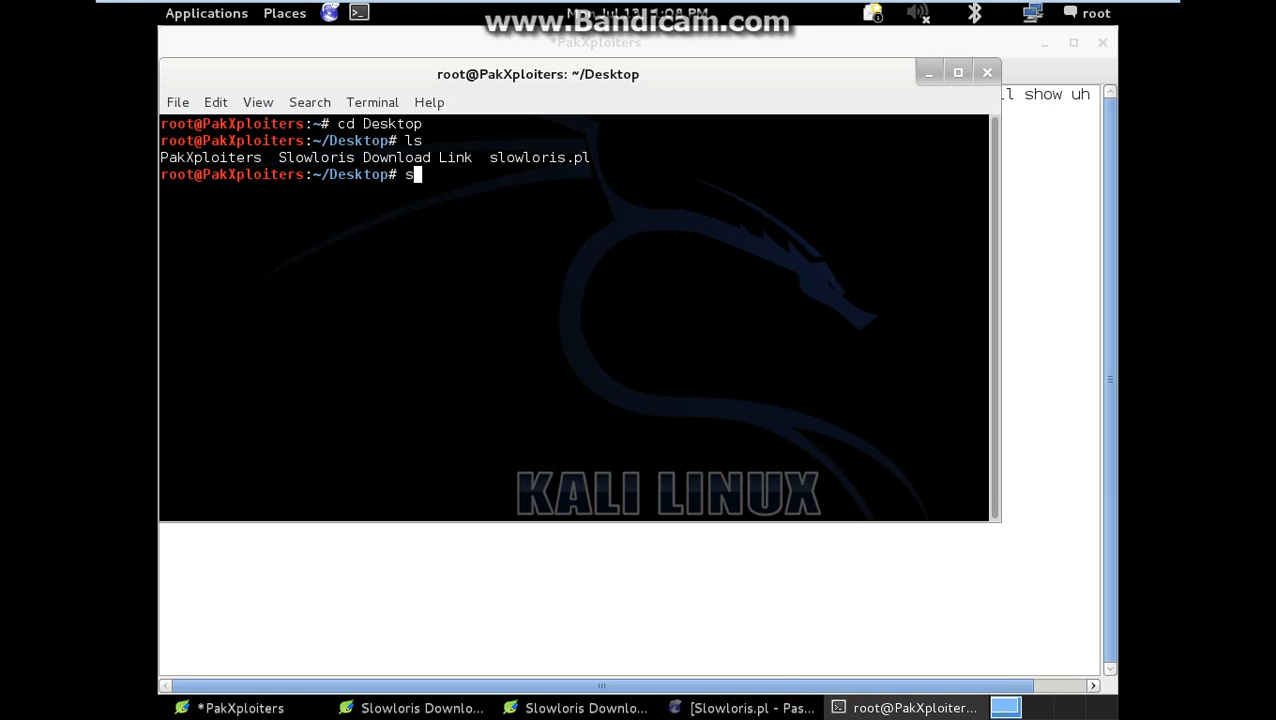 Applications Places root
www.Bandicam.com
*PakXploiters
root@PakXploiters: ~/Desktop
File Edit View Search Terminal Help
show uh
root@PakXploiters:~# cd Desktop
root@PakXploiters:~/Desktop# ls
PakXploiters Slowloris Download Link slowloris.pl
root@PakXploiters:~/Desktop# s
KALI LINUX
*PakXploiters Slowloris Downlo... Slowloris Downlo... [Slowloris.pl - Pas... root@PakXploiter...